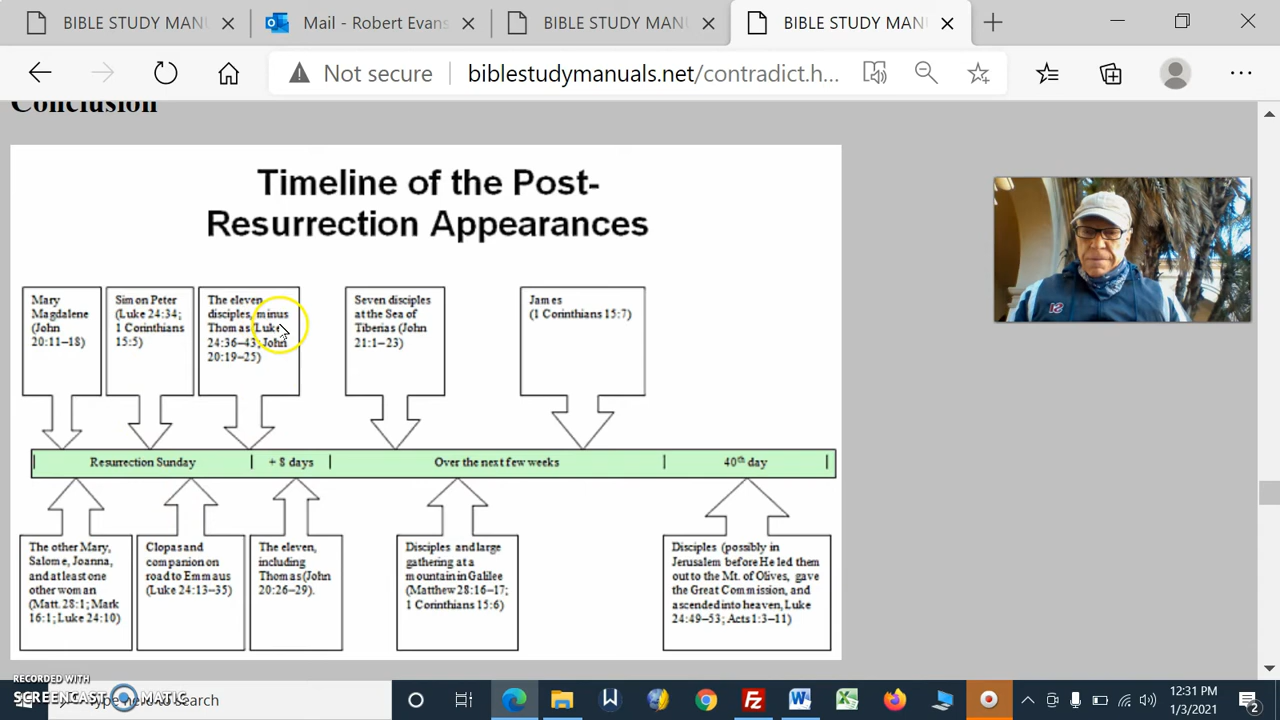 BIBLE STUDY MANU
Mail - Robert Evans
BIBLE STUDY MAN
BIBLE STUDY MAN
Not secure
biblestudymanuals.net/contradict.h...
Conclusion
Timeline of the Post-
Resurrection Appearances
Mary
Magdalene
(John
20:11–18)
Simon Peter
(Luke 24:34;
1 Corinthians
15:5)
The eleven
disciples, minus
Thomas (Luke
24:36–43; John
20:19–25)
Seven disciples
at the Sea of
Tiberias (John
21:1–23)
James
(1 Corinthians 15:7)
Resurrection Sunday
+ 8 days
Over the next few weeks
40th day
The other Mary,
Salome, Joanna,
and at least one
other woman
(Matt. 28:1; Mark
16:1; Luke 24:10)
Clopas and
companion on
road to Emmaus
(Luke 24:13–35)
The eleven,
including
Thomas (John
20:26–29).
Disciples and large
gathering at a
mountain in Galilee
(Matthew 28:16–17;
1 Corinthians 15:6)
Disciples (possibly in
Jerusalem before He led them
out to the Mt. of Olives, gave
the Great Commission, and
ascended into heaven, Luke
24:49–53; Acts 1:3–11)
RECORDED WITH
SCREENCAST MATIC
Type here to search
12:31 PM
1/3/2021
2